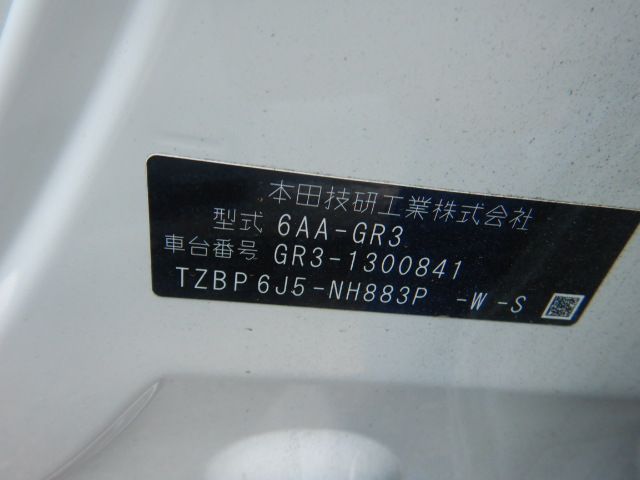 本田技研工業株式会社
型式 6AA-GR3
車台番号 GR3-1300841
TZBP6J5-NH883P -W -S